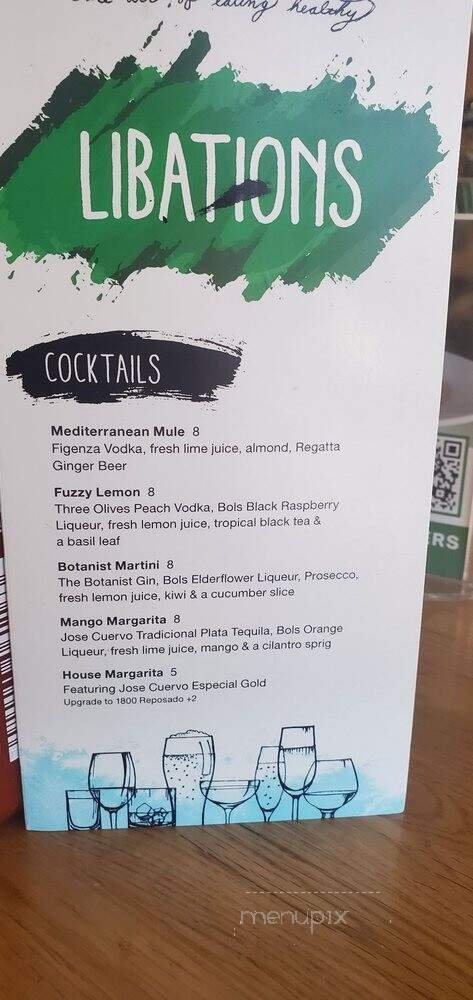 of eating healthy
LIBATIONS
COCKTAILS
Mediterranean Mule 8
Figenza Vodka, fresh lime juice, almond, Regatta
Ginger Beer
Fuzzy Lemon 8
Three Olives Peach Vodka, Bols Black Raspberry
Liqueur, fresh lemon juice, tropical black tea &
a basil leaf
Botanist Martini 8
The Botanist Gin, Bols Elderflower Liqueur, Prosecco,
fresh lemon juice, kiwi & a cucumber slice
Mango Margarita 8
Jose Cuervo Tradicional Plata Tequila, Bols Orange
Liqueur, fresh lime juice, mango & a cilantro sprig
House Margarita 5
Featuring Jose Cuervo Especial Gold
Upgrade to 1800 Reposado +2
ERS
menupix